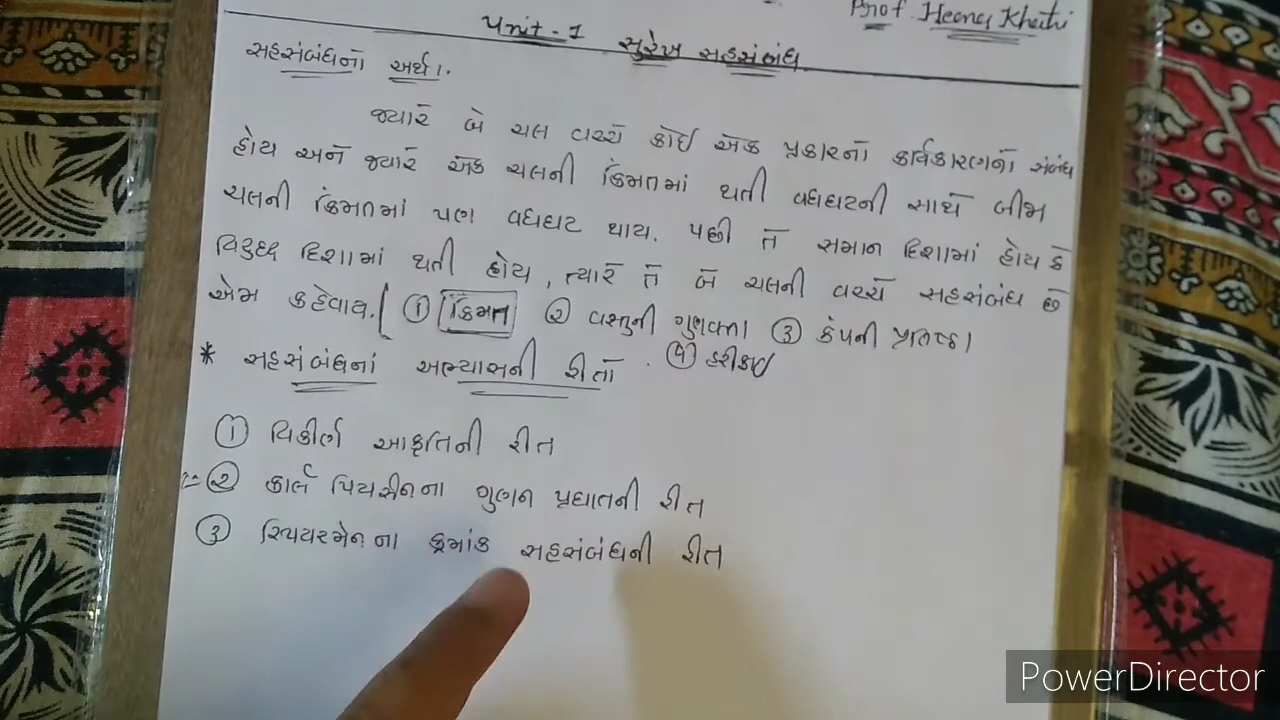 Prof Heena Khatri
Unit-1 સુરેખ સહસંબંધ
સહસંબંધનો અર્થ।.
જ્યારે બે ચલ વચ્ચે કોઈ એક પ્રકારનો કાર્યકારણનો સંબંધ
હોય અને જ્યારે એક ચલની કિંમતમાં થતી વધઘટની સાથે બીજા
ચલની કિંમતમાં પણ વધઘટ થાય. પછી તે સમાન દિશામાં હોય કે
વિરુદ્ધ દિશામાં થતી હોય, ત્યારે તે બે ચલની વચ્ચે સહસંબંધ છે
એમ કહેવાય. ① કિંમત ② વસ્તુની ગુણવત્તા ③ કંપની પ્રતિષ્ઠા
④ હરીફાઈ
* સહસંબંધનાં અભ્યાસની રીતો
① વિકીર્ણ આકૃતિની રીત
② કાર્લ પિયર્સનના ગુણન પ્રઘાતની રીત
③ સ્પિયરમેનના ક્રમાંક સહસંબંધની રીત
PowerDirector